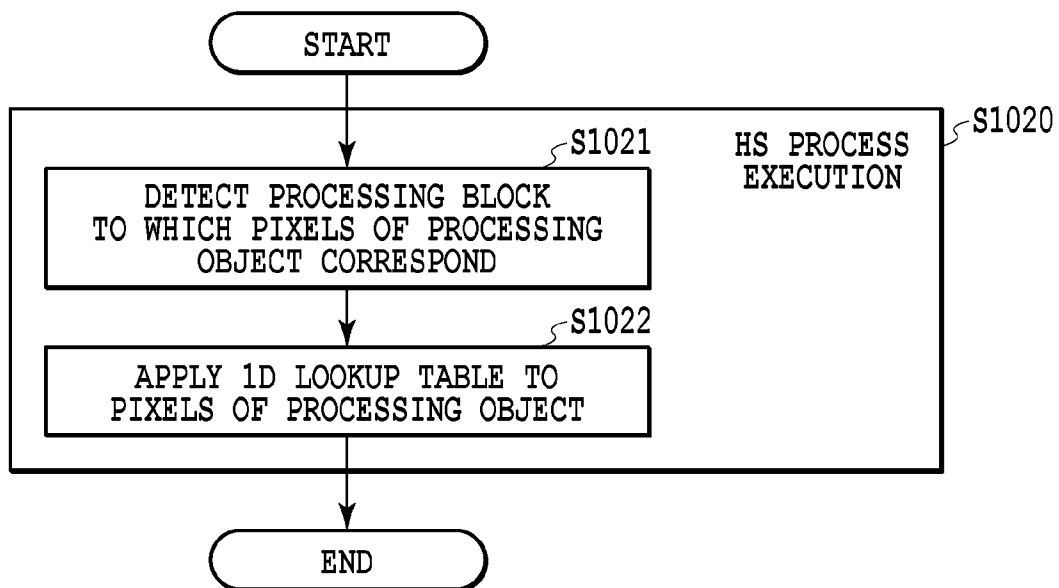 START
S1020
HS PROCESS
EXECUTION
S1021
DETECT PROCESSING BLOCK
TO WHICH PIXELS OF PROCESSING
OBJECT CORRESPOND
S1022
APPLY 1D LOOKUP TABLE TO
PIXELS OF PROCESSING OBJECT
END